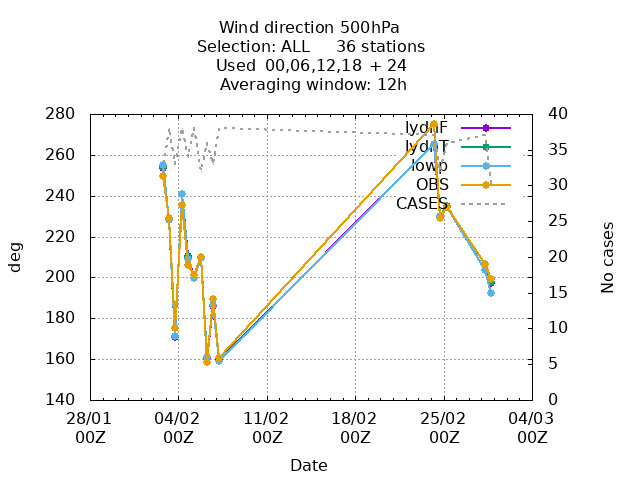 Wind direction 500hPa
Selection: ALL 36 stations
Used 00,06,12,18 + 24
Averaging window: 12h
280
260
240
220
200
180
160
140
deg
40
35
30
25
20
15
10
5
0
No cases
lydnF
lydnT
lowp
OBS
CASES
28/01 04/02 11/02 18/02 25/02 04/03
00Z 00Z 00Z 00Z 00Z 00Z
Date